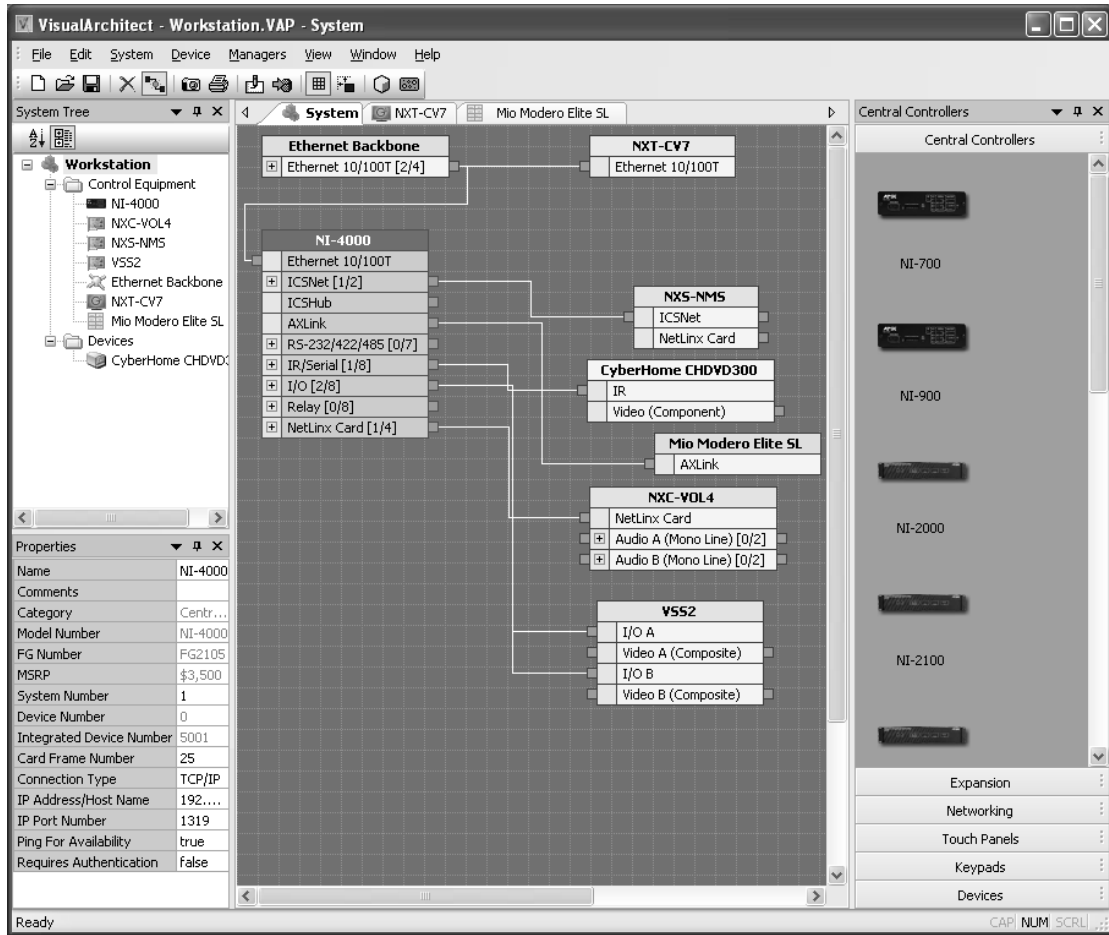 VisualArchitect - Workstation.VAP - System
File Edit System Device Managers View Window Help
System Tree
Workstation
Control Equipment
NI-4000
NXC-VOL4
NXS-NMS
VSS2
Ethernet Backbone
NXT-CV7
Mio Modero Elite SL
Devices
CyberHome CHDVD3
Properties
Name NI-4000
Comments
Category Centr...
Model Number NI-4000
FG Number FG2105
MSRP $3,500
System Number 1
Device Number 0
Integrated Device Number 5001
Card Frame Number 25
Connection Type TCP/IP
IP Address/Host Name 192....
IP Port Number 1319
Ping For Availability true
Requires Authentication false
System NXT-CV7 Mio Modero Elite SL
Ethernet Backbone
Ethernet 10/100T [2/4]
NXT-CV7
Ethernet 10/100T
NI-4000
Ethernet 10/100T
ICSNet [1/2]
ICSHub
AXLink
RS-232/422/485 [0/7]
IR/Serial [1/8]
I/O [2/8]
Relay [0/8]
NetLinx Card [1/4]
NXS-NMS
ICSNet
NetLinx Card
CyberHome CHDVD300
IR
Video (Component)
Mio Modero Elite SL
AXLink
NXC-VOL4
NetLinx Card
Audio A (Mono Line) [0/2]
Audio B (Mono Line) [0/2]
VSS2
I/O A
Video A (Composite)
I/O B
Video B (Composite)
Central Controllers
Central Controllers
NI-700
NI-900
NI-2000
NI-2100
Expansion
Networking
Touch Panels
Keypads
Devices
Ready
CAP NUM SCRL